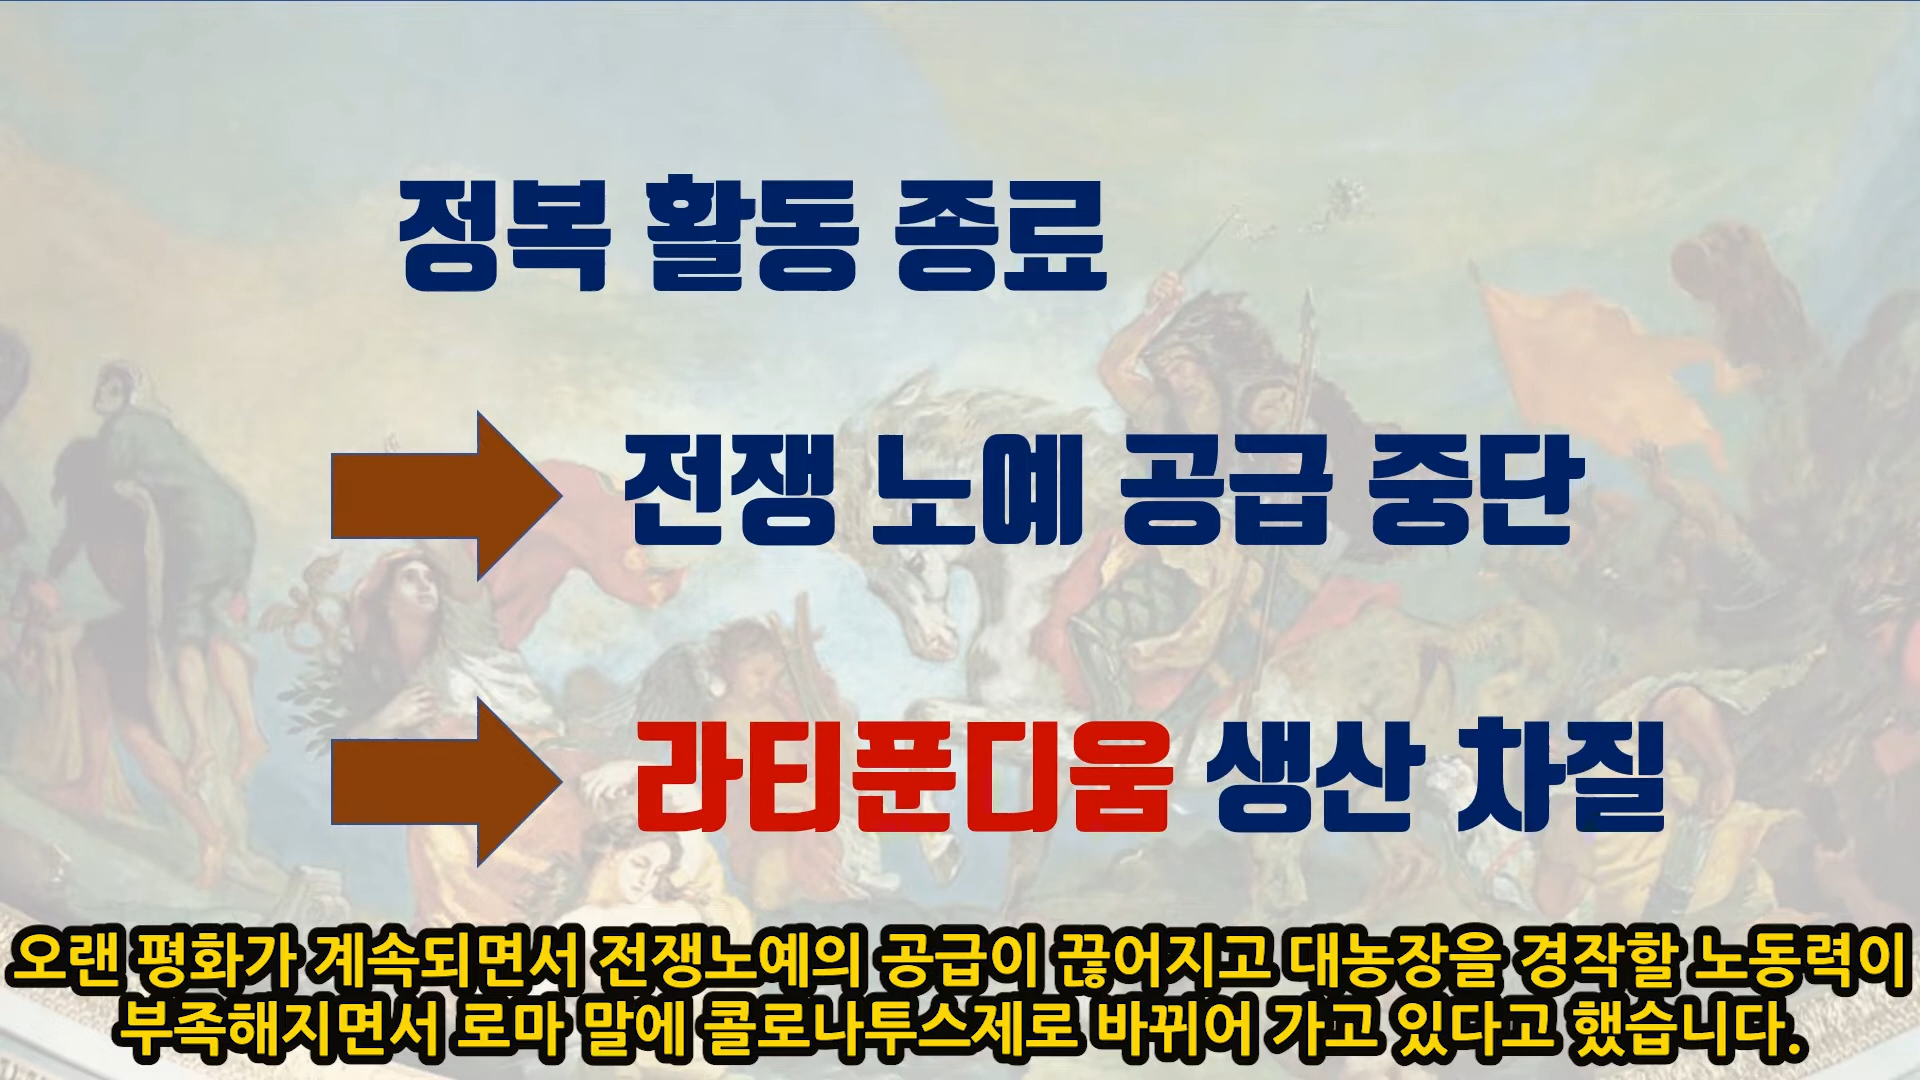 정복 활동 종료
전쟁 노예 공급 중단
라티푼디움 생산 차질
오랜 평화가 계속되면서 전쟁노예의 공급이 끊어지고 대농장을 경작할 노동력이
부족해지면서 로마 말에 콜로나투스제로 바뀌어 가고 있다고 했습니다.